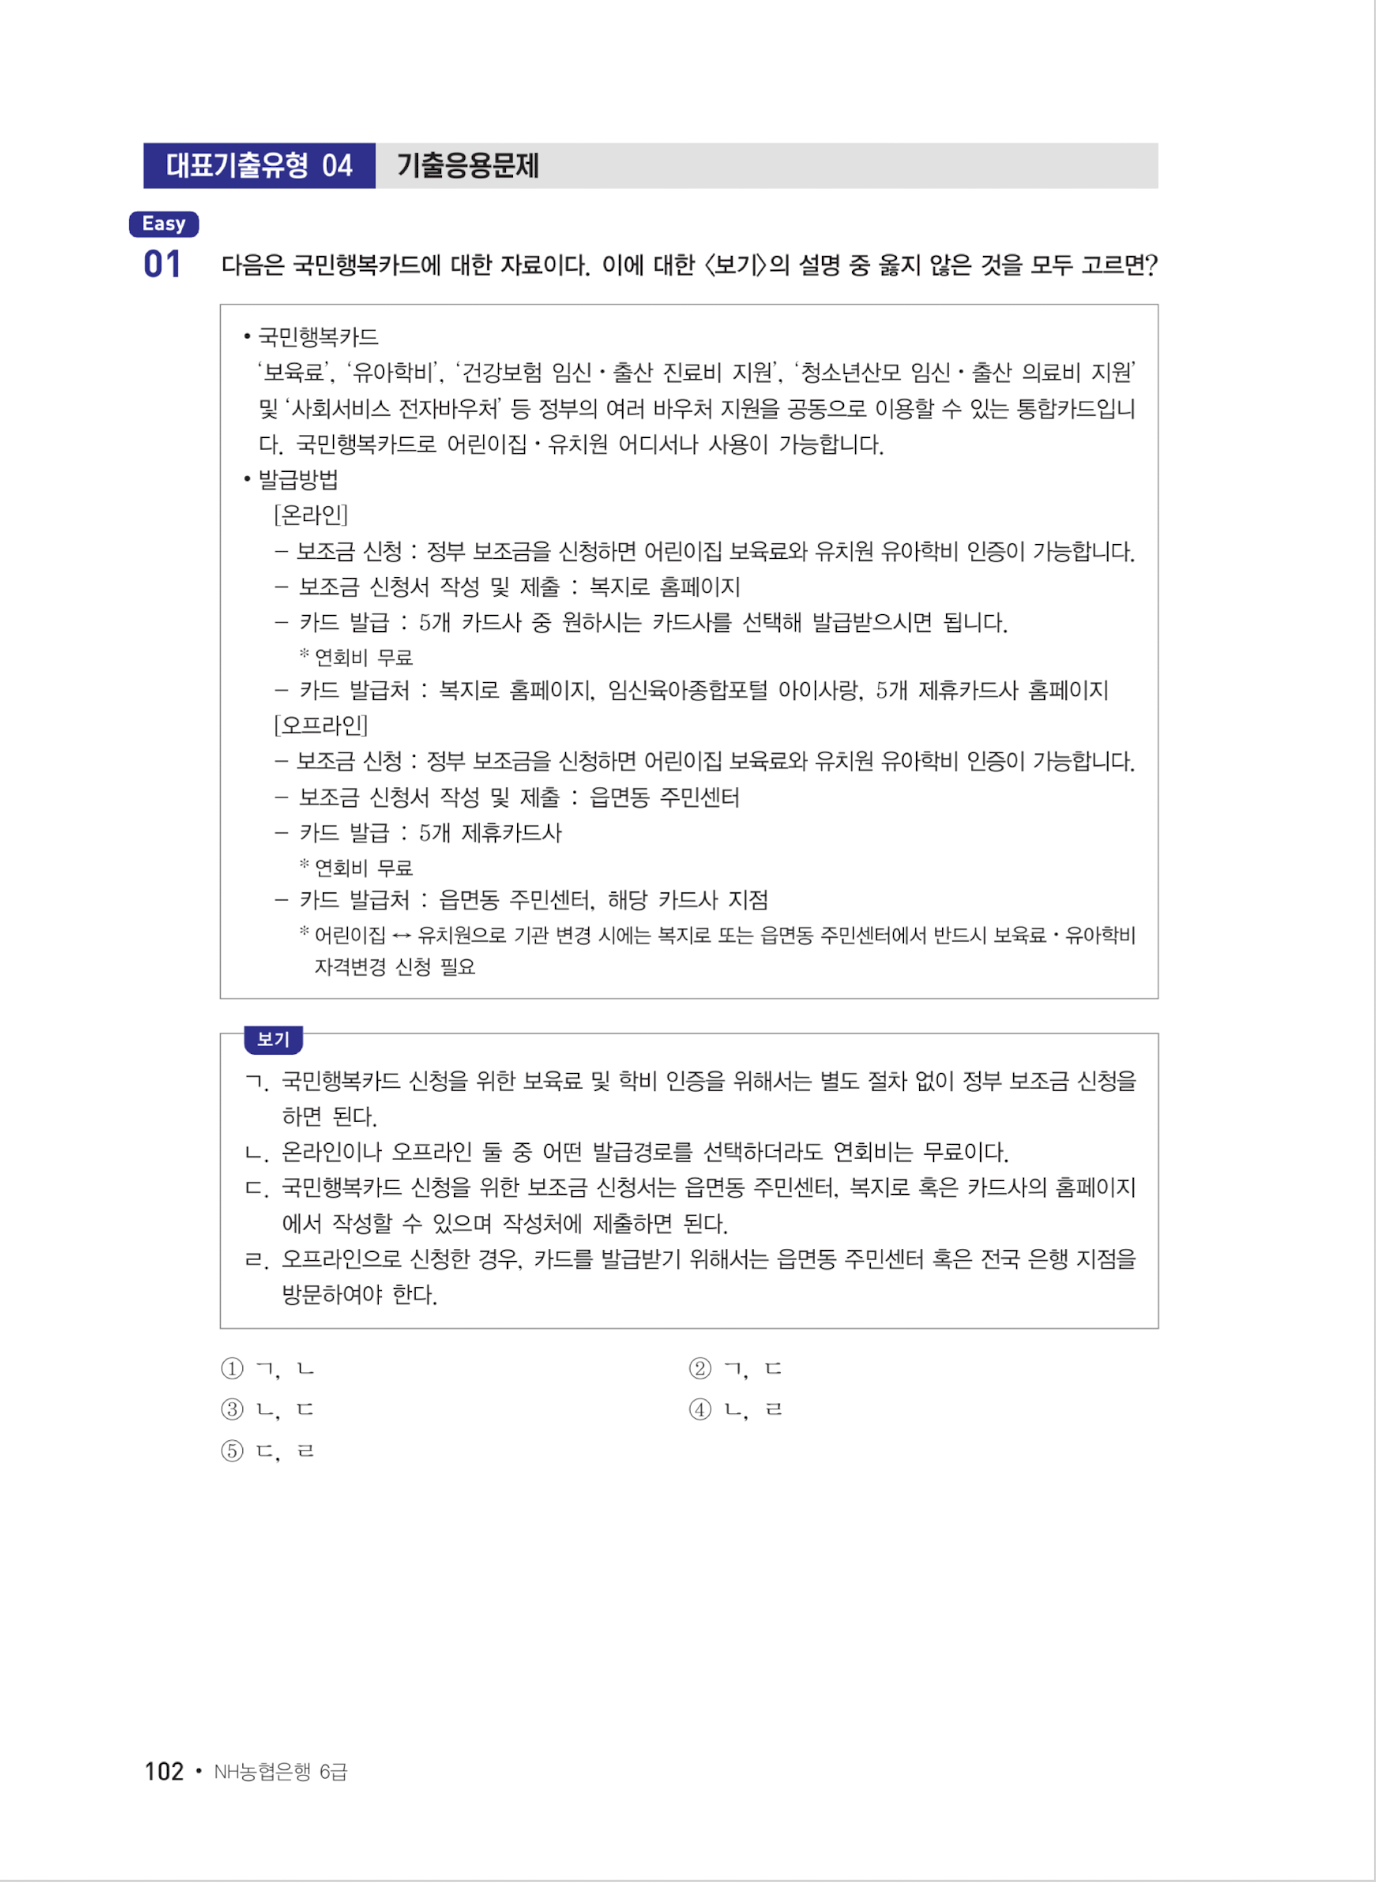 대표기출유형 04 기출응용문제
Easy
01 다음은 국민행복카드에 대한 자료이다. 이에 대한 〈보기〉의 설명 중 옳지 않은 것을 모두 고르면?
• 국민행복카드
‘보육료’, ‘유아학비’, ‘건강보험 임신·출산 진료비 지원’, ‘청소년산모 임신·출산 의료비 지원’
및 ‘사회서비스 전자바우처’ 등 정부의 여러 바우처 지원을 공동으로 이용할 수 있는 통합카드입니
다. 국민행복카드로 어린이집·유치원 어디서나 사용이 가능합니다.
• 발급방법
[온라인]
- 보조금 신청 : 정부 보조금을 신청하면 어린이집 보육료와 유치원 유아학비 인증이 가능합니다.
- 보조금 신청서 작성 및 제출 : 복지로 홈페이지
- 카드 발급 : 5개 카드사 중 원하시는 카드사를 선택해 발급받으시면 됩니다.
* 연회비 무료
- 카드 발급처 : 복지로 홈페이지, 임신육아종합포털 아이사랑, 5개 제휴카드사 홈페이지
[오프라인]
- 보조금 신청 : 정부 보조금을 신청하면 어린이집 보육료와 유치원 유아학비 인증이 가능합니다.
- 보조금 신청서 작성 및 제출 : 읍면동 주민센터
- 카드 발급 : 5개 제휴카드사
* 연회비 무료
- 카드 발급처 : 읍면동 주민센터, 해당 카드사 지점
* 어린이집 ↔ 유치원으로 기관 변경 시에는 복지로 또는 읍면동 주민센터에서 반드시 보육료·유아학비
자격변경 신청 필요
보기
ㄱ. 국민행복카드 신청을 위한 보육료 및 학비 인증을 위해서는 별도 절차 없이 정부 보조금 신청을
하면 된다.
ㄴ. 온라인이나 오프라인 둘 중 어떤 발급경로를 선택하더라도 연회비는 무료이다.
ㄷ. 국민행복카드 신청을 위한 보조금 신청서는 읍면동 주민센터, 복지로 혹은 카드사의 홈페이지
에서 작성할 수 있으며 작성처에 제출하면 된다.
ㄹ. 오프라인으로 신청한 경우, 카드를 발급받기 위해서는 읍면동 주민센터 혹은 전국 은행 지점을
방문하여야 한다.
① ㄱ, ㄴ ② ㄱ, ㄷ
③ ㄴ, ㄷ ④ ㄴ, ㄹ
⑤ ㄷ, ㄹ
102 • NH농협은행 6급